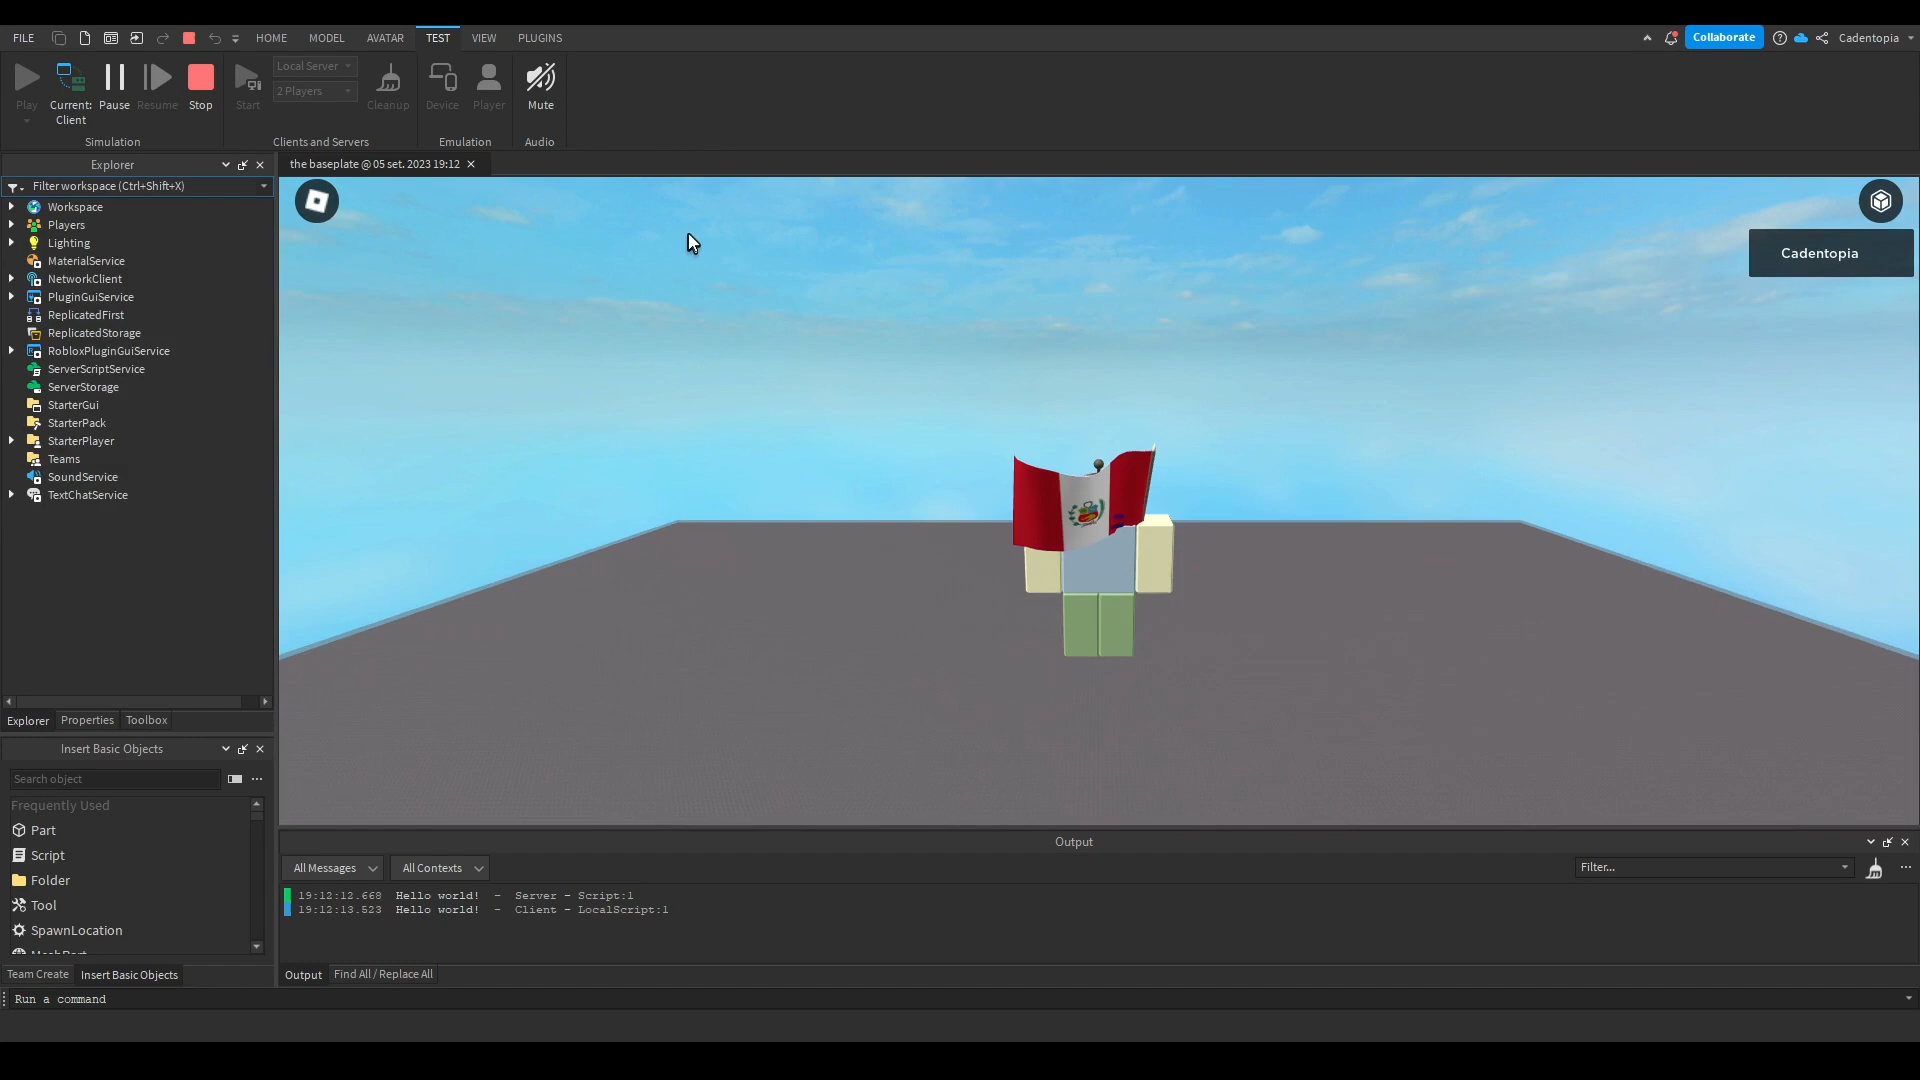 FILE
HOME
MODEL
AVATAR
TEST
VIEW
PLUGINS
Collaborate
Cadentopia
Play
Current:
Client
Pause
Resume
Stop
Simulation
Start
Local Server
2 Players
Cleanup
Clients and Servers
Device
Player
Emulation
Mute
Audio
Explorer
the baseplate @ 05 set. 2023 19:12
Filter workspace (Ctrl+Shift+X)
Workspace
Players
Lighting
MaterialService
NetworkClient
PluginGuiService
ReplicatedFirst
ReplicatedStorage
RobloxPluginGuiService
ServerScriptService
ServerStorage
StarterGui
StarterPack
StarterPlayer
Teams
SoundService
TextChatService
Cadentopia
Explorer
Properties
Toolbox
Insert Basic Objects
Search object
Frequently Used
Part
Script
Folder
Tool
SpawnLocation
MeshPart
Team Create
Insert Basic Objects
Output
All Messages
All Contexts
Filter...
19:12:12.668 Hello world! - Server - Script:1
19:12:13.523 Hello world! - Client - LocalScript:1
Output
Find All / Replace All
Run a command